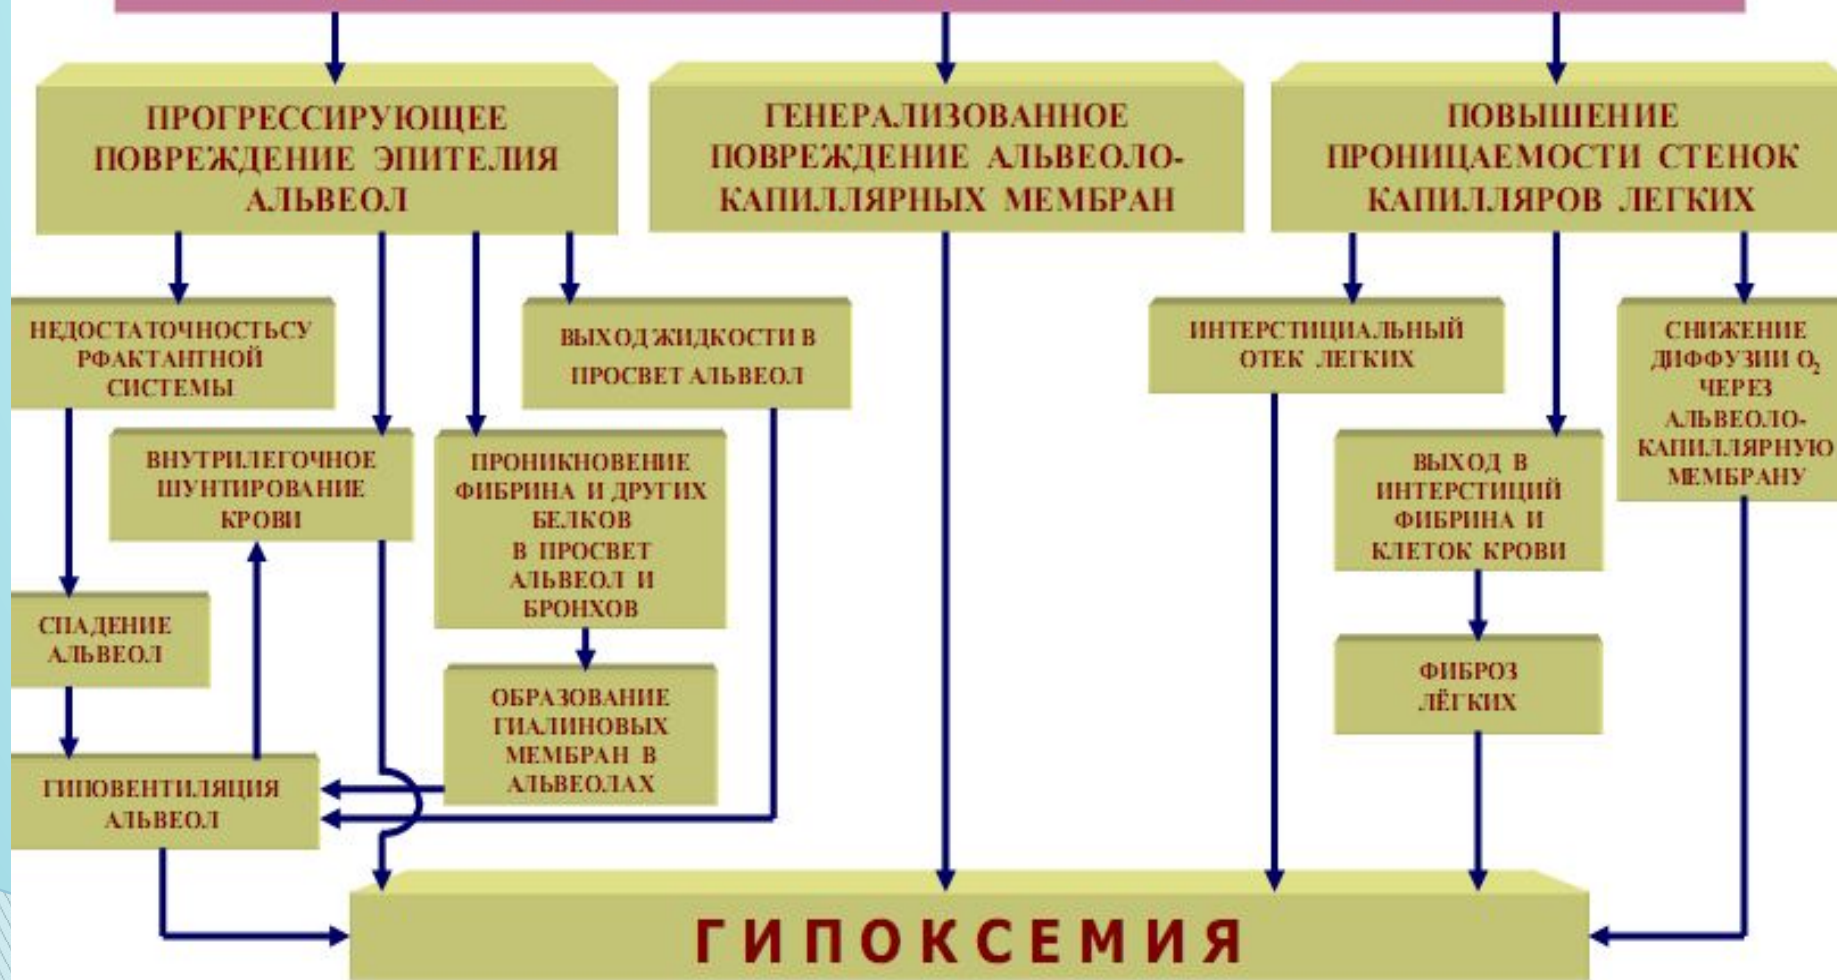 ПРОГРЕССИРУЮЩЕЕ
ПОВРЕЖДЕНИЕ ЭПИТЕЛИЯ
АЛЬВЕОЛ
ГЕНЕРАЛИЗОВАННОЕ
ПОВРЕЖДЕНИЕ АЛЬВЕОЛО-
КАПИЛЛЯРНЫХ МЕМБРАН
ПОВЫШЕНИЕ
ПРОНИЦАЕМОСТИ СТЕНОК
КАПИЛЛЯРОВ ЛЕГКИХ
НЕДОСТАТОЧНОСТЬСУ
РФАКТАНТНОЙ
СИСТЕМЫ
ВЫХОД ЖИДКОСТИ В
ПРОСВЕТ АЛЬВЕОЛ
ИНТЕРСТИЦИАЛЬНЫЙ
ОТЕК ЛЕГКИХ
СНИЖЕНИЕ
ДИФФУЗИИ О₂
ЧЕРЕЗ
АЛЬВЕОЛО-
КАПИЛЛЯРНУЮ
МЕМБРАНУ
ВНУТРИЛЕГОЧНОЕ
ШУНТИРОВАНИЕ
КРОВИ
ПРОНИКНОВЕНИЕ
ФИБРИНА И ДРУГИХ
БЕЛКОВ
В ПРОСВЕТ
АЛЬВЕОЛ И
БРОНХОВ
ВЫХОД В
ИНТЕРСТИЦИЙ
ФИБРИНА И
КЛЕТОК КРОВИ
СПАДЕНИЕ
АЛЬВЕОЛ
ОБРАЗОВАНИЕ
ГИАЛИНОВЫХ
МЕМБРАН В
АЛЬВЕОЛАХ
ФИБРОЗ
ЛЁГКИХ
ГИПОВЕНТИЛЯЦИЯ
АЛЬВЕОЛ
ГИПОКСЕМИЯ